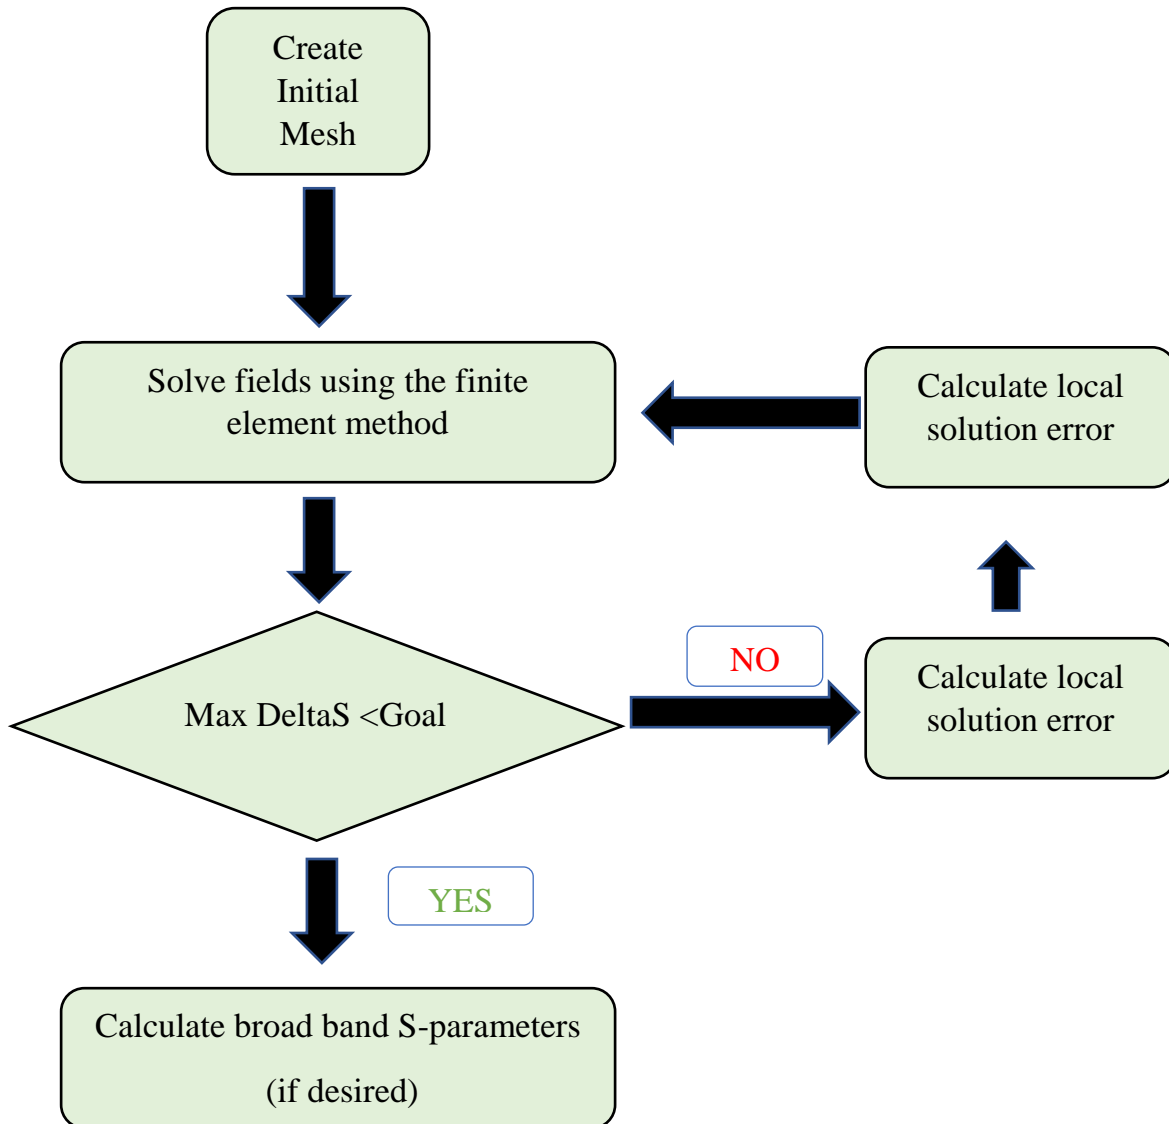 Create
Initial
Mesh
Solve fields using the finite
element method
Calculate local
solution error
Max DeltaS <Goal
NO
Calculate local
solution error
YES
Calculate broad band S-parameters
(if desired)